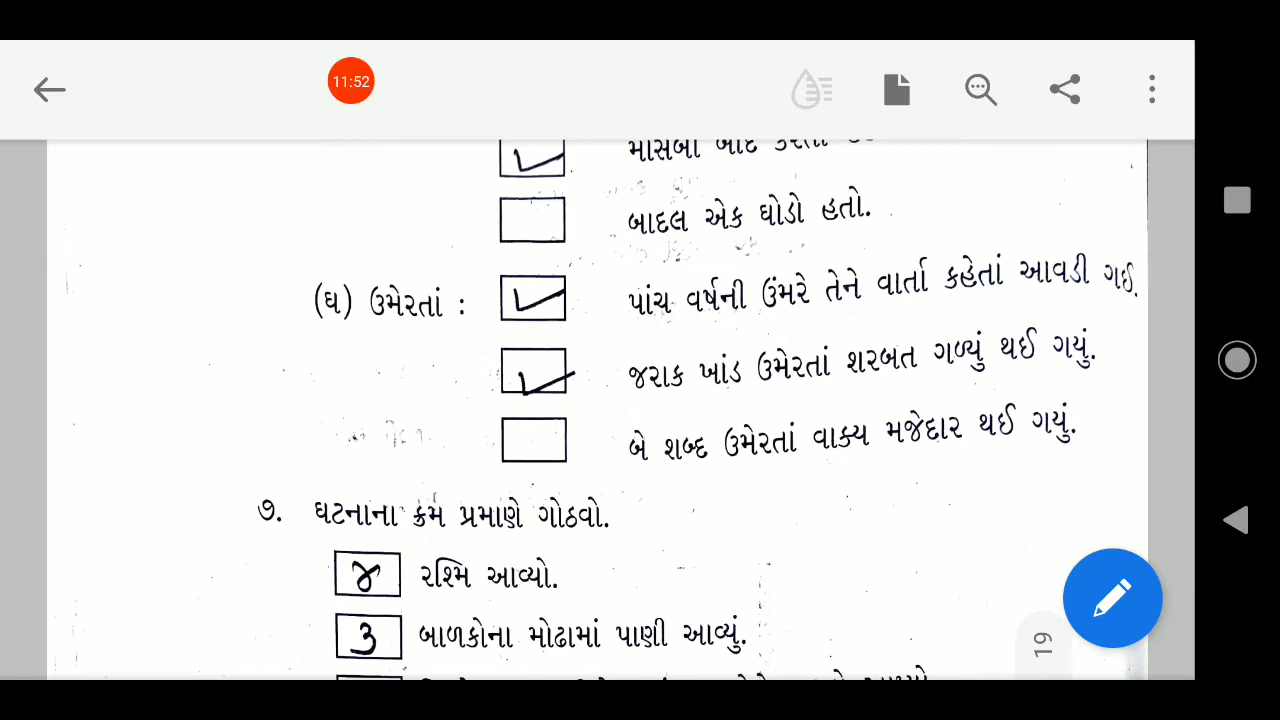 11:52
બાદલ એક ઘોડો હતો.
(ઘ) ઉમેરતાં : પાંચ વર્ષની ઉંમરે તેને વાર્તા કહેતાં આવડી ગઈ.
જરાક ખાંડ ઉમેરતાં શરબત ગળ્યું થઈ ગયું.
બે શબ્દ ઉમેરતાં વાક્ય મજેદાર થઈ ગયું.
૭. ઘટનાના ક્રમ પ્રમાણે ગોઠવો.
૪ રશ્મિ આવ્યો.
૩ બાળકોના મોઢામાં પાણી આવ્યું.
19